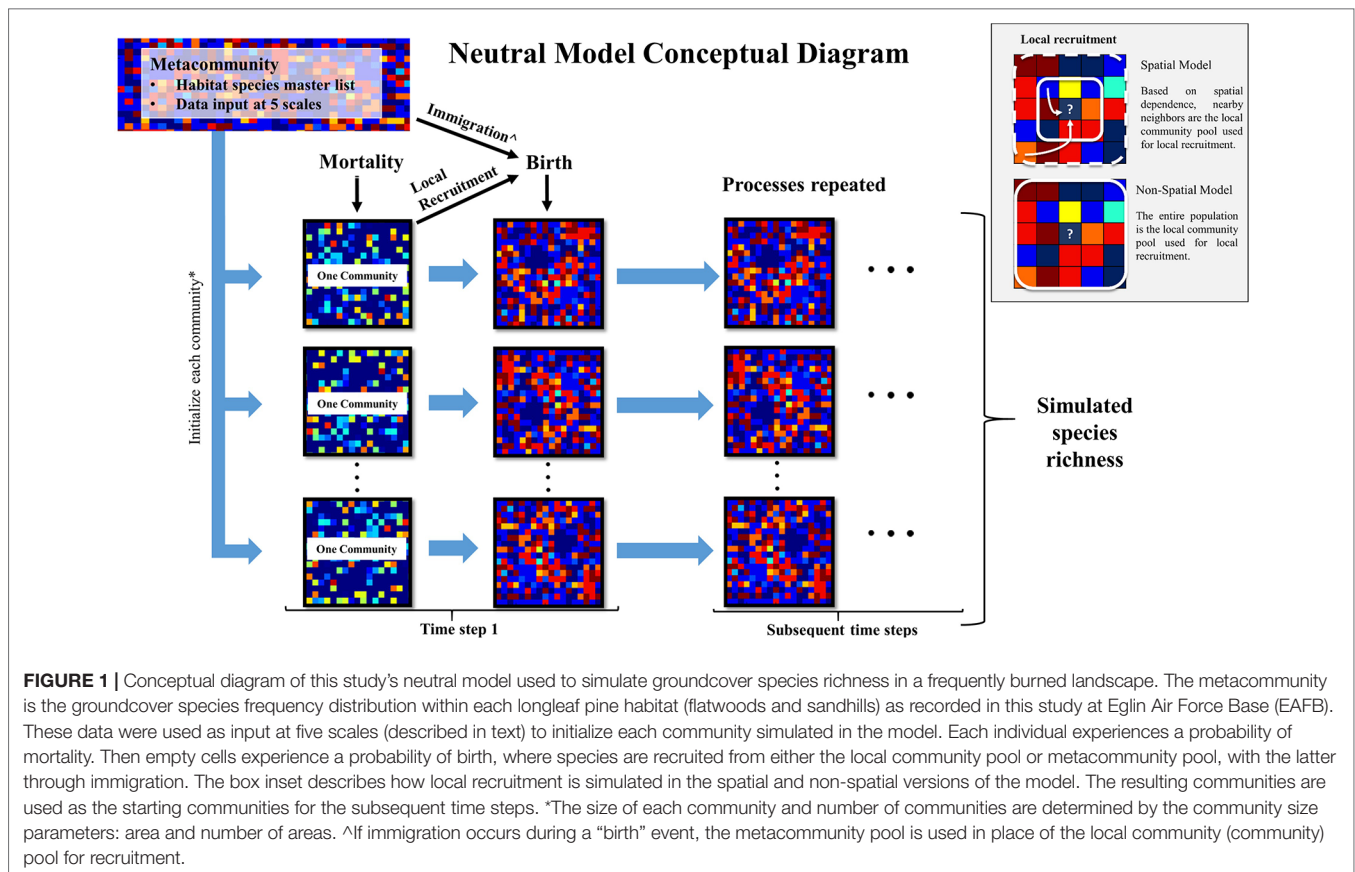 Neutral Model Conceptual Diagram
Metacommunity
• Habitat species master list
• Data input at 5 scales
Immigration^
Mortality
Local
Recruitment
Birth
Processes repeated
Initialize each community*
One Community
• • •
One Community
• • •
One Community
• • •
Time step 1
Subsequent time steps
Simulated
species
richness
Local recruitment
?
Spatial Model
Based on spatial
dependence, nearby
neighbors are the local
community pool used
for local recruitment.
?
Non-Spatial Model
The entire population
is the local community
pool used for local
recruitment.
FIGURE 1 | Conceptual diagram of this study's neutral model used to simulate groundcover species richness in a frequently burned landscape. The metacommunity
is the groundcover species frequency distribution within each longleaf pine habitat (flatwoods and sandhills) as recorded in this study at Eglin Air Force Base (EAFB).
These data were used as input at five scales (described in text) to initialize each community simulated in the model. Each individual experiences a probability of
mortality. Then empty cells experience a probability of birth, where species are recruited from either the local community pool or metacommunity pool, with the latter
through immigration. The box inset describes how local recruitment is simulated in the spatial and non-spatial versions of the model. The resulting communities are
used as the starting communities for the subsequent time steps. *The size of each community and number of communities are determined by the community size
parameters: area and number of areas. ^If immigration occurs during a "birth" event, the metacommunity pool is used in place of the local community (community)
pool for recruitment.